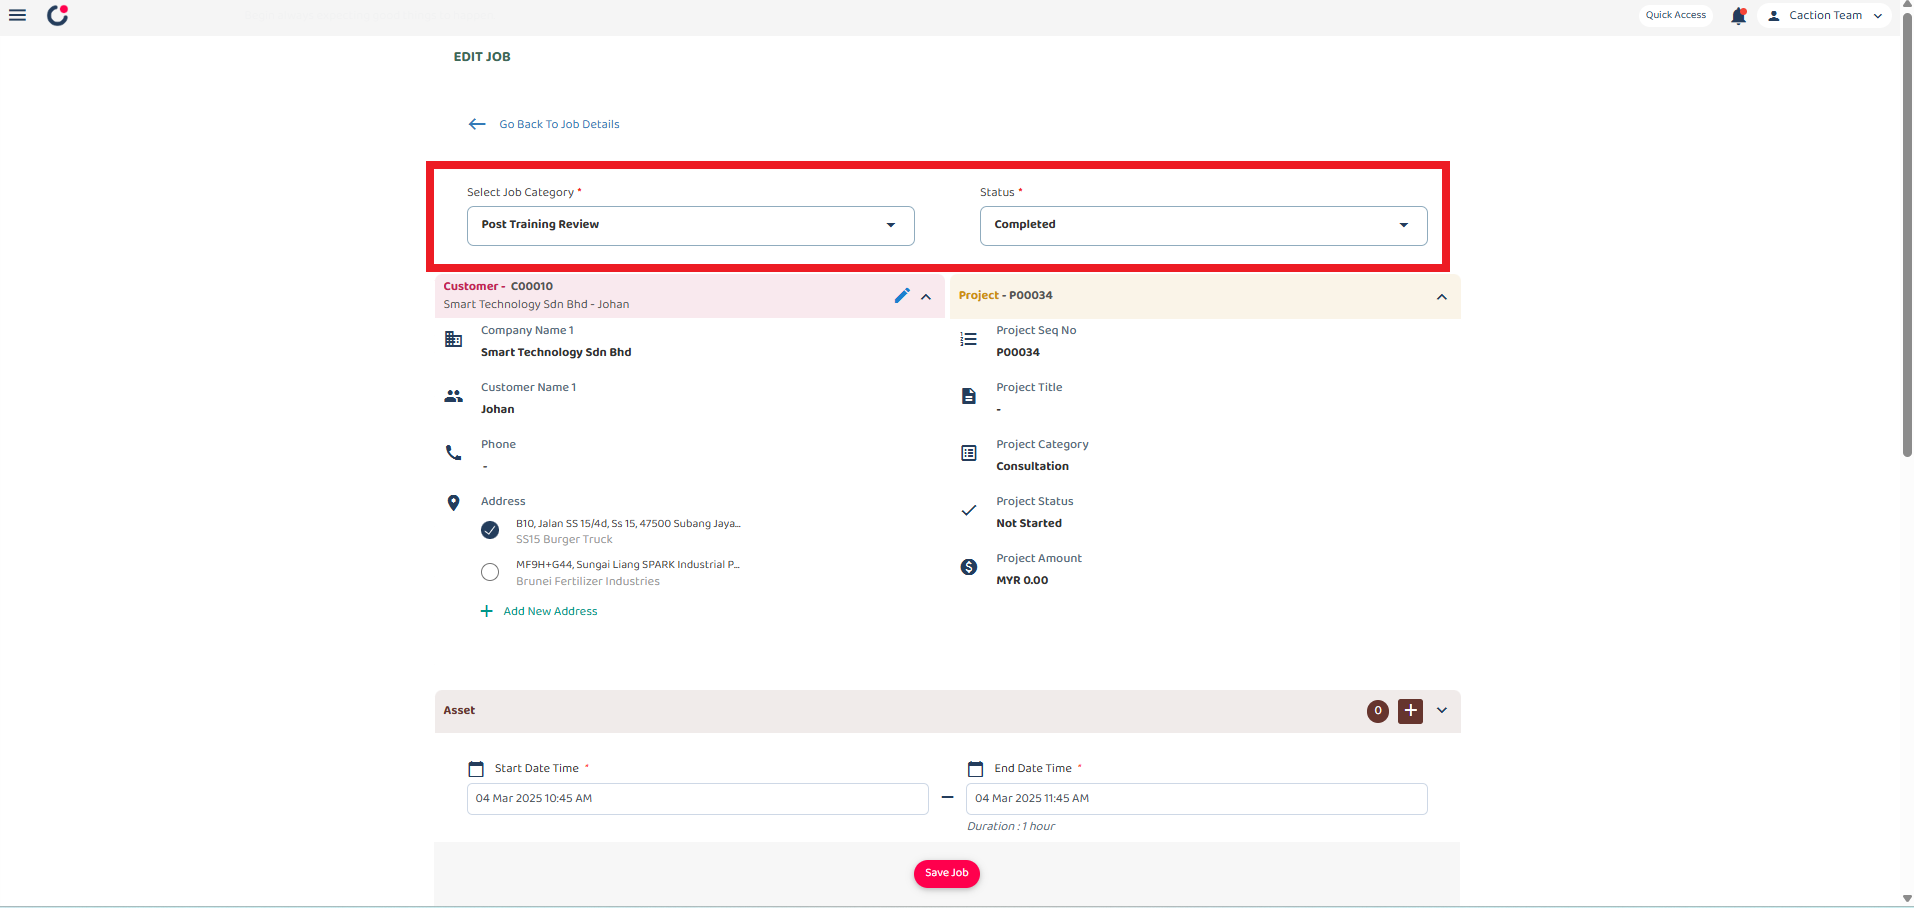 Quick Access
Caction Team
EDIT JOB
Go Back To Job Details
Select Job Category *
Status *
Post Training Review
Completed
Customer - C00010
Smart Technology Sdn Bhd - Johan
Project - P00034
Company Name 1
Smart Technology Sdn Bhd
Project Seq No
P00034
Customer Name 1
Johan
Project Title
-
Phone
-
Project Category
Consultation
Address
B10, Jalan SS 15/4d, Ss 15, 47500 Subang Jaya...
SS15 Burger Truck
MF9H+G44, Sungai Liang SPARK Industrial P...
Brunei Fertilizer Industries
Add New Address
Project Status
Not Started
Project Amount
MYR 0.00
Asset
0
Start Date Time *
End Date Time *
04 Mar 2025 10:45 AM
04 Mar 2025 11:45 AM
Duration : 1 hour
Save Job